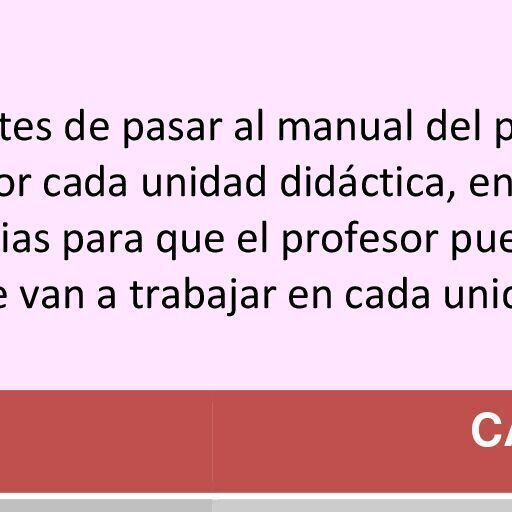 tes de pasar al manual del p
or cada unidad didáctica, en
ias para que el profesor pue
e van a trabajar en cada unid
CA